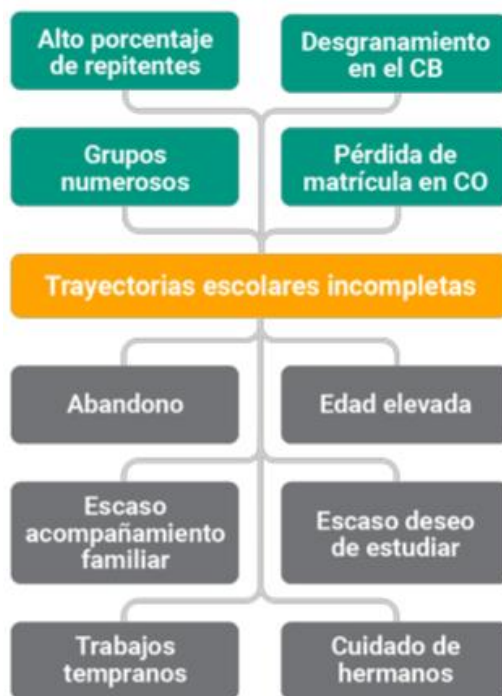 Alto porcentaje
de repitentes
Desgranamiento
en el CB
Grupos
numerosos
Pérdida de
matrícula en CO
Trayectorias escolares incompletas
Abandono
Edad elevada
Escaso
acompañamiento
familiar
Escaso deseo
de estudiar
Trabajos
tempranos
Cuidado de
hermanos